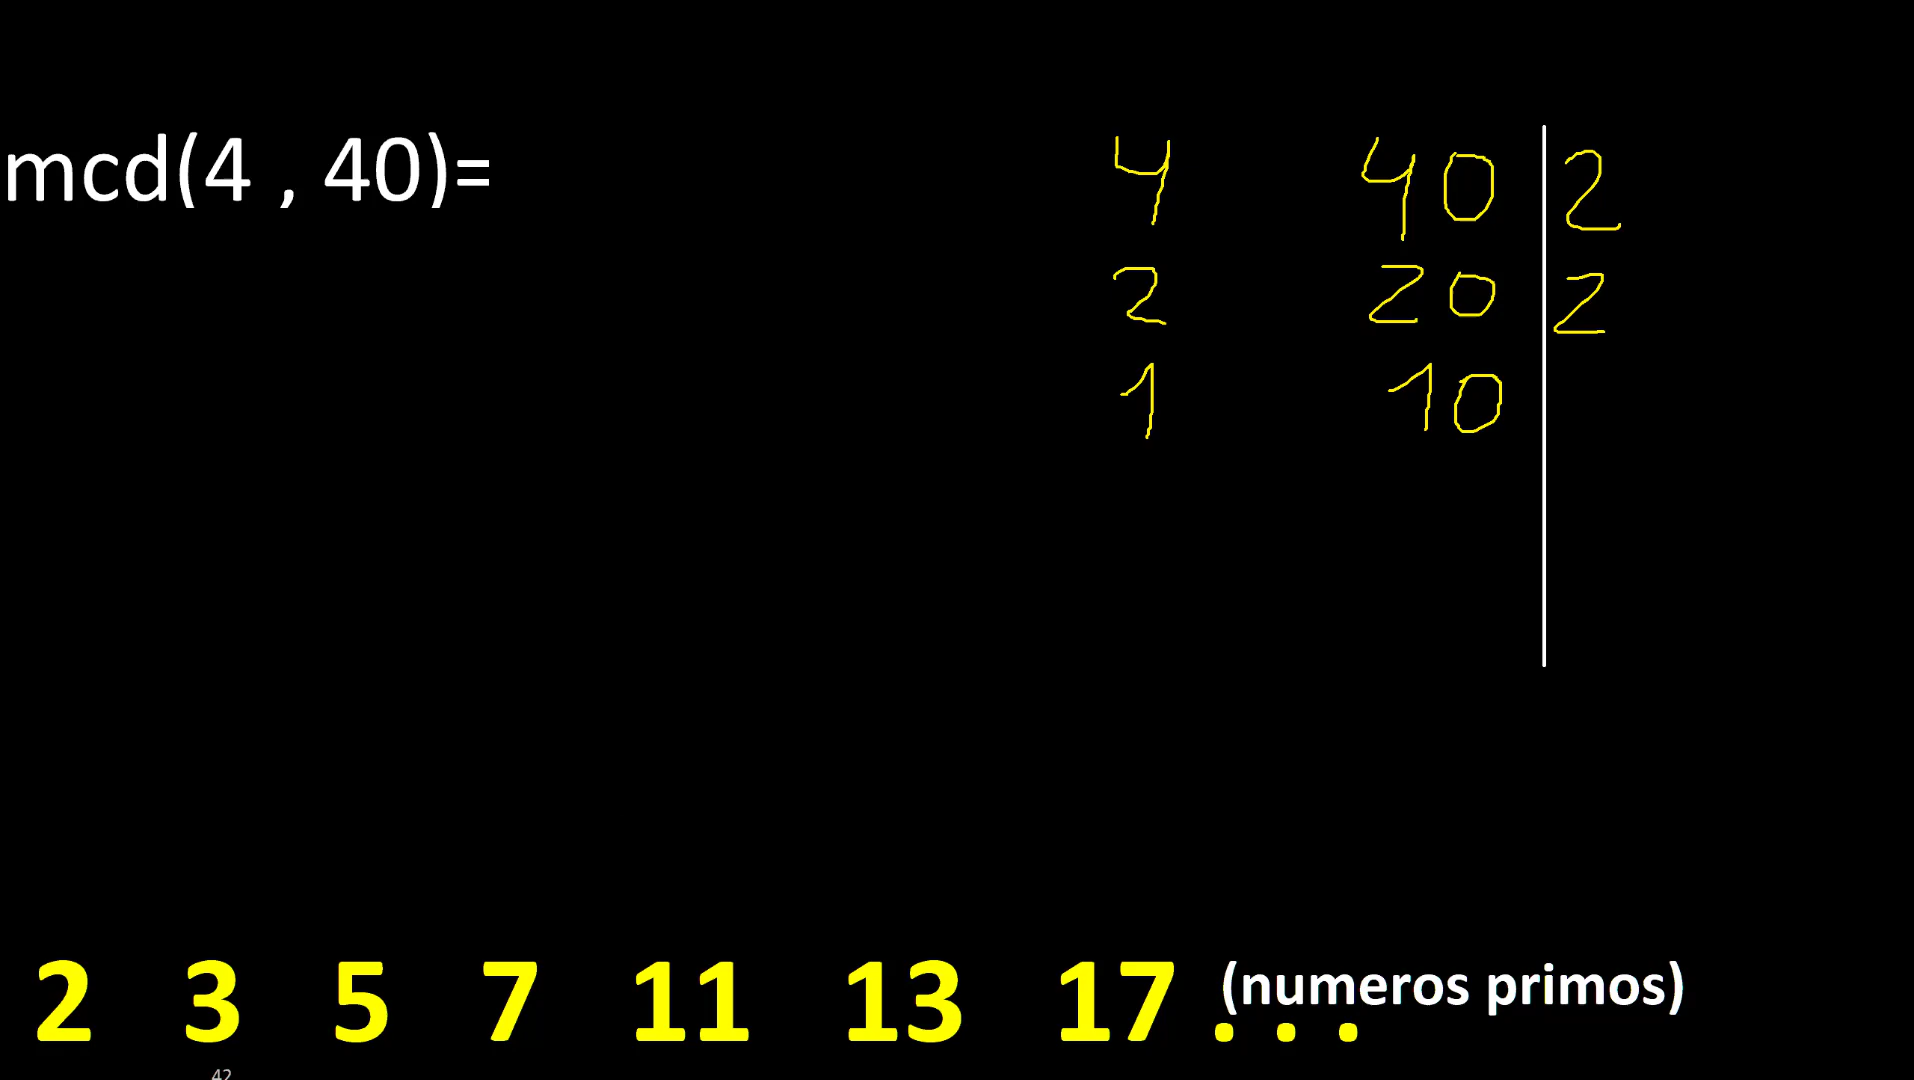 mcd(4 , 40)=
4 40 2
2 20 2
1 10
2 3 5 7 11 13 17 . . . (numeros primos)
42